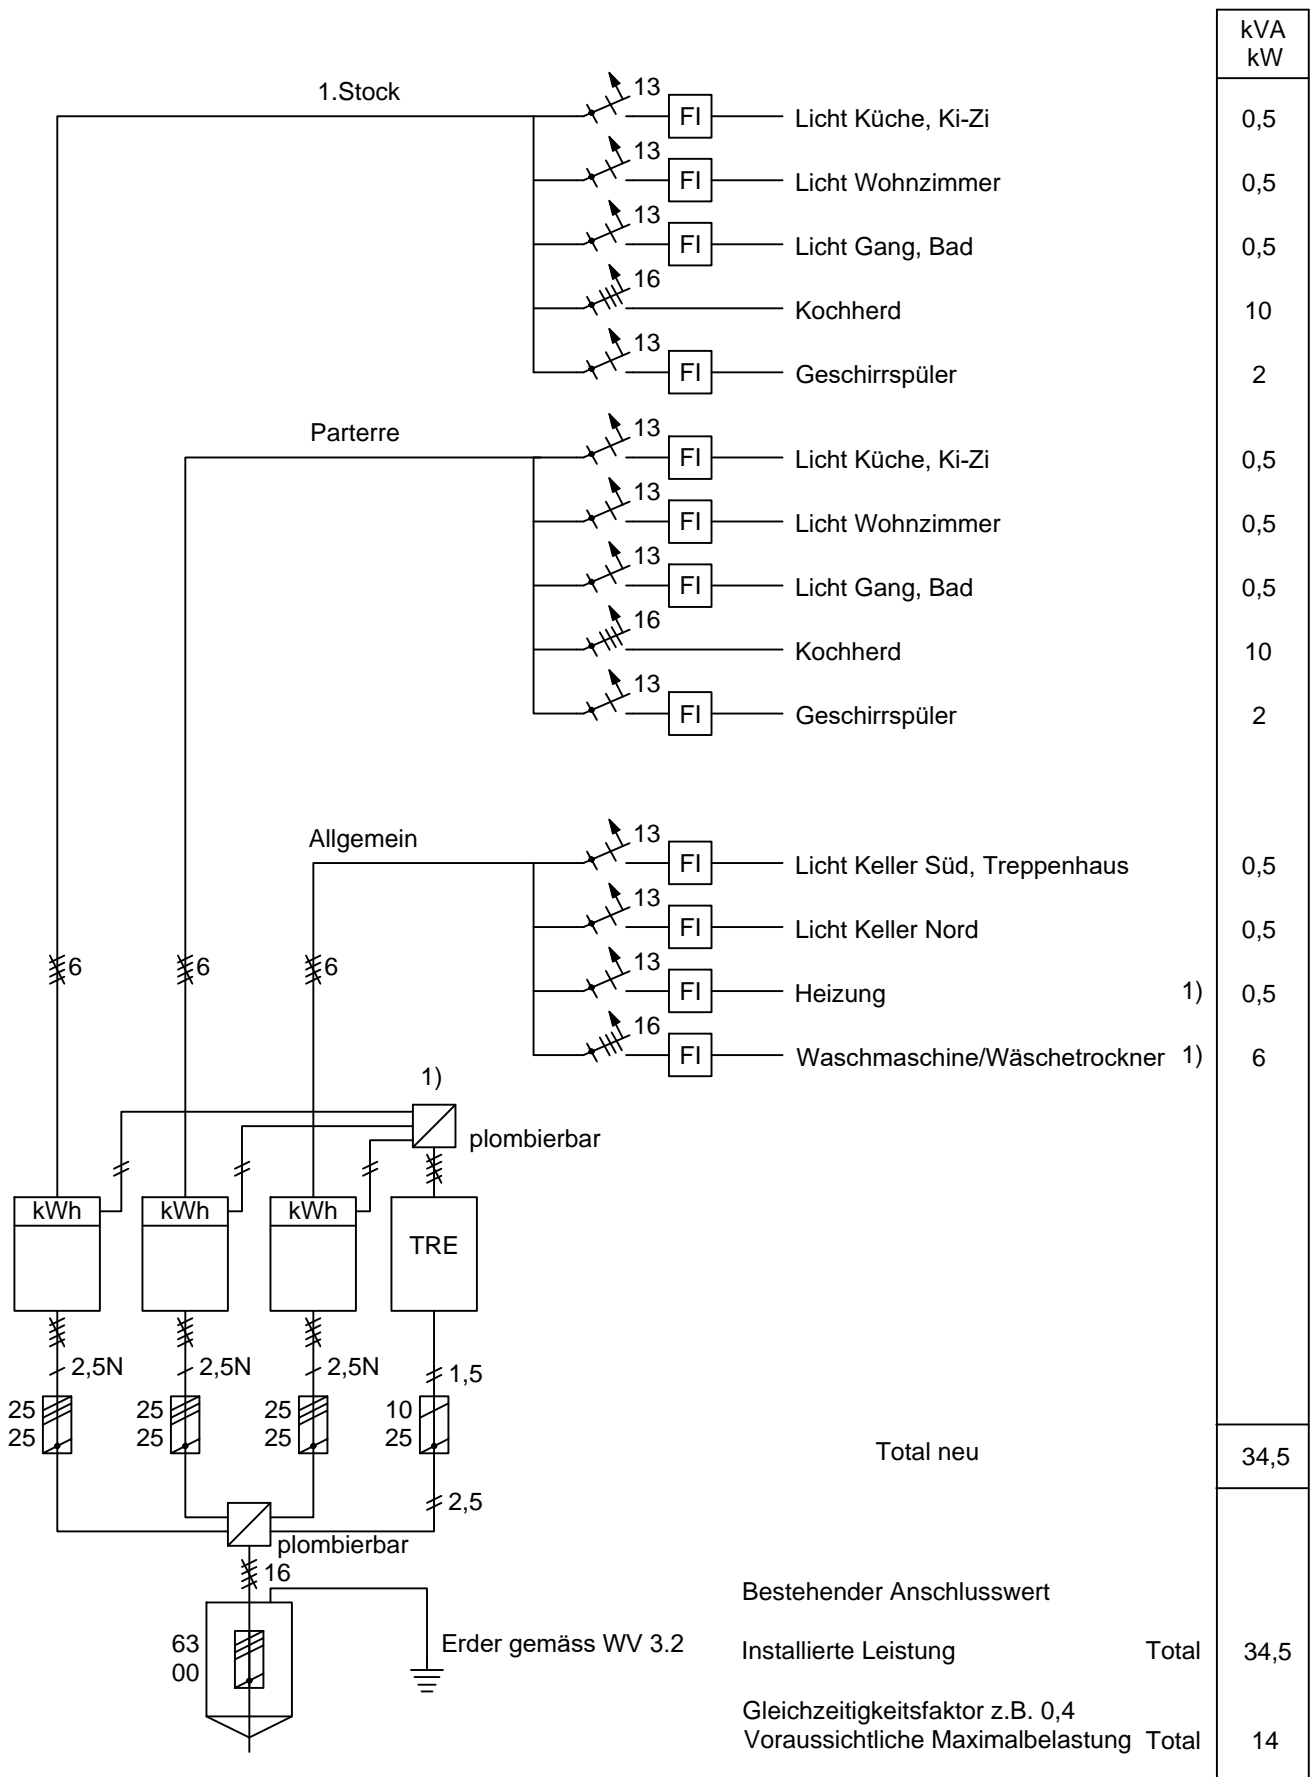 kVA
kW
1.Stock
13
FI
Licht Küche, Ki-Zi
0,5
13
FI
Licht Wohnzimmer
0,5
13
FI
Licht Gang, Bad
0,5
16
Kochherd
10
13
FI
Geschirrspüler
2
Parterre
13
FI
Licht Küche, Ki-Zi
0,5
13
FI
Licht Wohnzimmer
0,5
13
FI
Licht Gang, Bad
0,5
16
Kochherd
10
13
FI
Geschirrspüler
2
Allgemein
13
FI
Licht Keller Süd, Treppenhaus
0,5
13
FI
Licht Keller Nord
0,5
6
6
6
13
FI
Heizung
1)
0,5
16
FI
Waschmaschine/Wäschetrockner
1)
6
1)
plombierbar
kWh
kWh
kWh
TRE
2,5N
2,5N
2,5N
1,5
25
25
25
25
25
25
10
25
Total neu
34,5
2,5
plombierbar
16
Bestehender Anschlusswert
63
00
Erder gemäss WV 3.2
Installierte Leistung
Total
34,5
Gleichzeitigkeitsfaktor z.B. 0,4
Voraussichtliche Maximalbelastung
Total
14